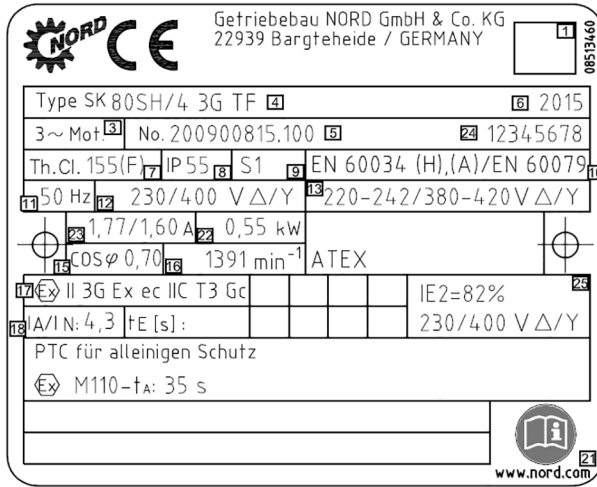 NORD CE
Getriebebau NORD GmbH & Co. KG
22939 Bargteheide / GERMANY
1
08513460
Type SK 80SH/4 3G TF 4 6 2015
3~ Mot. 3 No. 200900815.100 5 24 12345678
Th.Cl. 155(F) 7 IP 55 8 S1 9 EN 60034 (H),(A)/EN 60079 10
11 50 Hz 12 230/400 V Δ/Y 13 220-242/380-420V Δ/Y
23 1,77/1,60 A 22 0,55 kW
15 COSφ 0,70 16 1391 min⁻¹ ATEX
17 Ex II 3G Ex ec IIC T3 Gc IE2=82% 25
18 IA/IN: 4,3 tE [s] : 230/400 V Δ/Y
PTC für alleinigen Schutz
Ex M110-tA: 35 s
i
21
www.nord.com